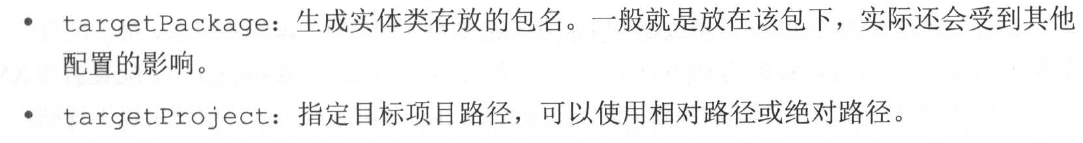 • targetPackage：生成实体类存放的包名。一般就是放在该包下，实际还会受到其他
配置的影响。
• targetProject：指定目标项目路径，可以使用相对路径或绝对路径。